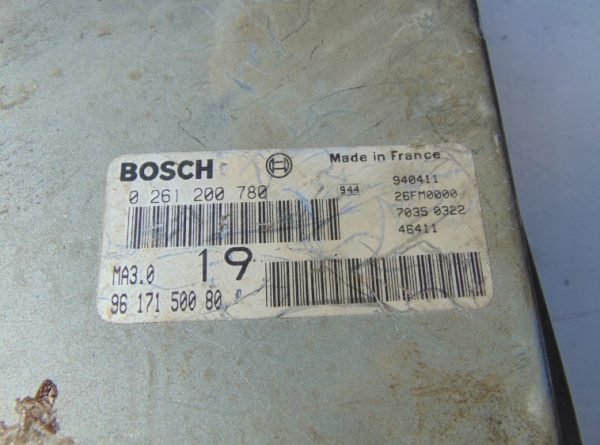 BOSCH Made in France
0 261 200 780 944 940411
26FM0000
7035 0322
46411
MA3.0 19
96 171 500 80